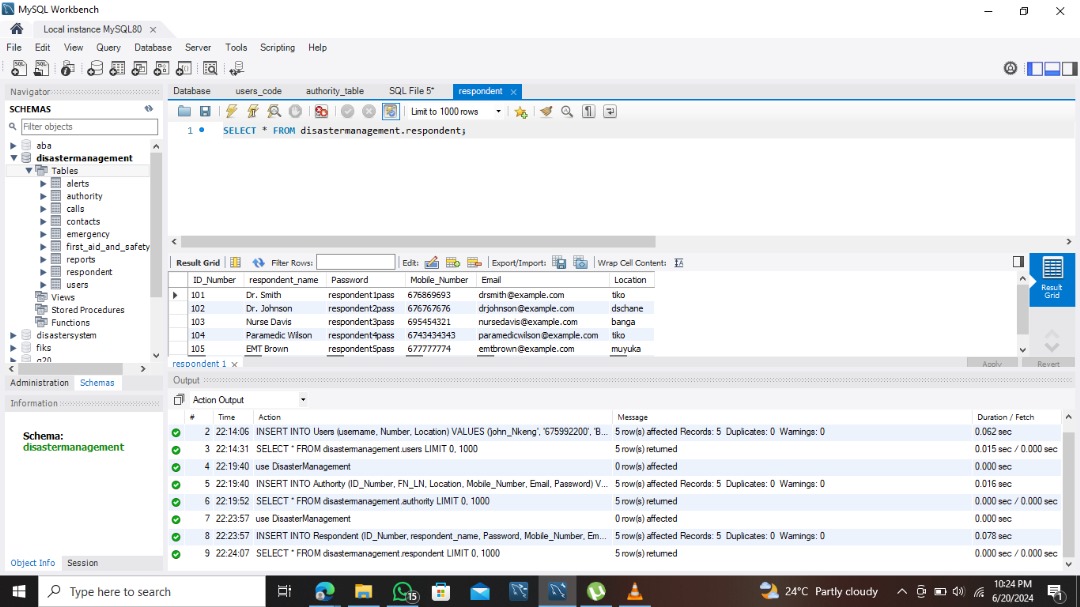 MySQL Workbench
Local instance MySQL80 ×
File Edit View Query Database Server Tools Scripting Help
Navigator
SCHEMAS
Filter objects
aba
disastermanagement
Tables
alerts
authority
calls
contacts
emergency
first_aid_and_safety
reports
respondent
users
Views
Stored Procedures
Functions
disastersystem
fiks
g20
Administration Schemas
Information
Schema:
disastermanagement
Object Info Session
Database users_code authority_table SQL File 5* respondent ×
Limit to 1000 rows
1 SELECT * FROM disastermanagement.respondent;
Result Grid Filter Rows: Edit: Export/Import: Wrap Cell Content:
ID_Number respondent_name Password Mobile_Number Email Location
101 Dr. Smith respondent1pass 676869693 drsmith@example.com tiko
102 Dr. Johnson respondent2pass 676767676 drjohnson@example.com dschane
103 Nurse Davis respondent3pass 695454321 nursedavis@example.com banga
104 Paramedic Wilson respondent4pass 6743434343 paramedicwilson@example.com tiko
105 EMT Brown respondent5pass 677777774 emtbrown@example.com muyuka
Result
Grid
respondent 1 × Apply Revert
Output
Action Output
# Time Action Message Duration / Fetch
2 22:14:06 INSERT INTO Users (username, Number, Location) VALUES ('john_Nkeng', '675992200', 'B... 5 row(s) affected Records: 5 Duplicates: 0 Warnings: 0 0.062 sec
3 22:14:31 SELECT * FROM disastermanagement.users LIMIT 0, 1000 5 row(s) returned 0.015 sec / 0.000 sec
4 22:19:40 use DisasterManagement 0 row(s) affected 0.000 sec
5 22:19:40 INSERT INTO Authority (ID_Number, FN_LN, Location, Mobile_Number, Email, Password) V... 5 row(s) affected Records: 5 Duplicates: 0 Warnings: 0 0.016 sec
6 22:19:52 SELECT * FROM disastermanagement.authority LIMIT 0, 1000 5 row(s) returned 0.000 sec / 0.000 sec
7 22:23:57 use DisasterManagement 0 row(s) affected 0.000 sec
8 22:23:57 INSERT INTO Respondent (ID_Number, respondent_name, Password, Mobile_Number, Em... 5 row(s) affected Records: 5 Duplicates: 0 Warnings: 0 0.078 sec
9 22:24:07 SELECT * FROM disastermanagement.respondent LIMIT 0, 1000 5 row(s) returned 0.000 sec / 0.000 sec
Type here to search
15
24°C Partly cloudy
10:24 PM
6/20/2024
1